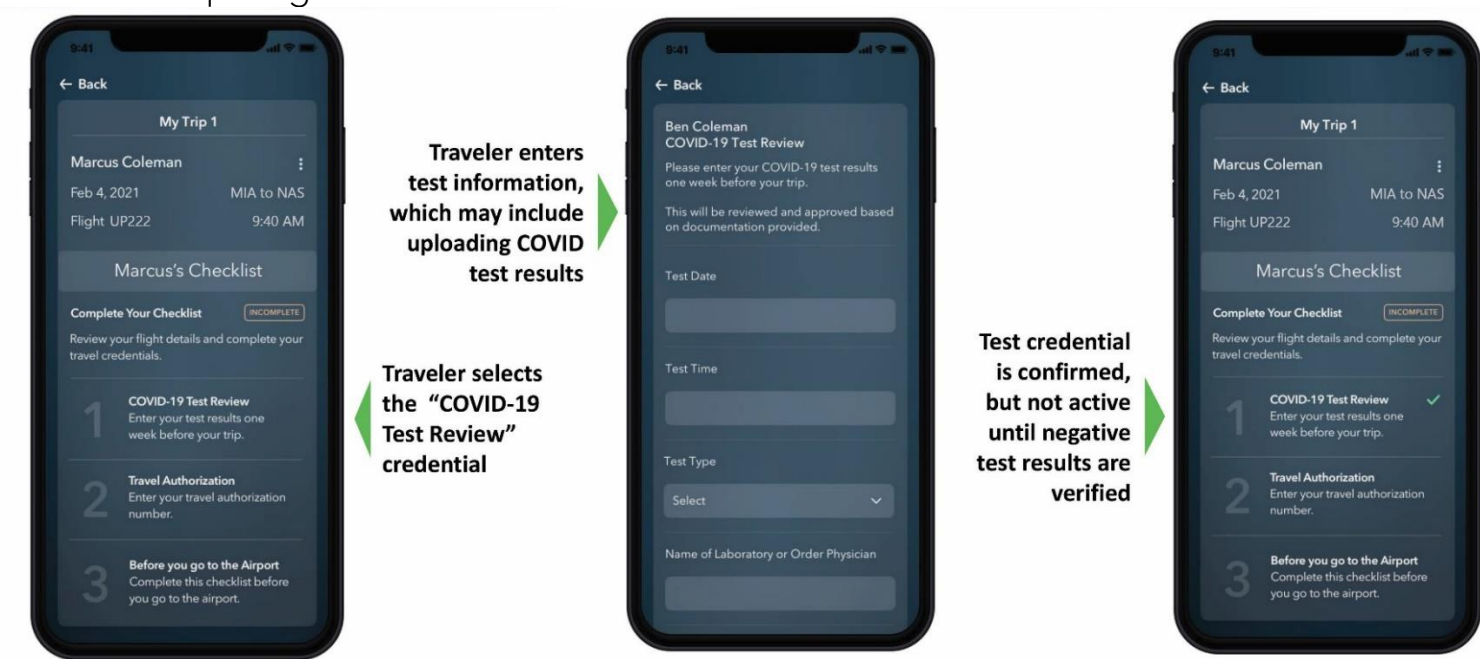 9:41
← Back
My Trip 1
Marcus Coleman
Feb 4, 2021 MIA to NAS
Flight UP222 9:40 AM
Marcus's Checklist
Complete Your Checklist INCOMPLETE
Review your flight details and complete your
travel credentials.
1
COVID-19 Test Review
Enter your test results one
week before your trip.
2
Travel Authorization
Enter your travel authorization
number.
3
Before you go to the Airport
Complete this checklist before
you go to the airport.
Traveler enters
test information,
which may include
uploading COVID
test results
Traveler selects
the "COVID-19
Test Review"
credential
9:41
← Back
Ben Coleman
COVID-19 Test Review
Please enter your COVID-19 test results
one week before your trip.
This will be reviewed and approved based
on documentation provided.
Test Date
Test Time
Test Type
Select
Name of Laboratory or Order Physician
Test credential
is confirmed,
but not active
until negative
test results are
verified
9:41
← Back
My Trip 1
Marcus Coleman
Feb 4, 2021 MIA to NAS
Flight UP222 9:40 AM
Marcus's Checklist
Complete Your Checklist INCOMPLETE
Review your flight details and complete your
travel credentials.
1
COVID-19 Test Review
Enter your test results one
week before your trip.
2
Travel Authorization
Enter your travel authorization
number.
3
Before you go to the Airport
Complete this checklist before
you go to the airport.